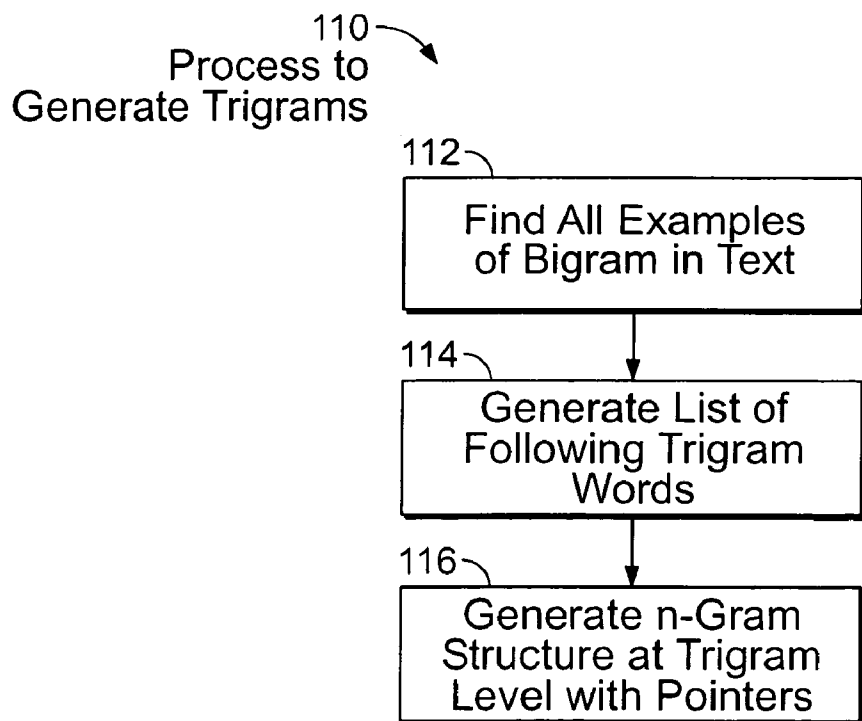 110
Process to
Generate Trigrams
112
Find All Examples
of Bigram in Text
114
Generate List of
Following Trigram
Words
116
Generate n-Gram
Structure at Trigram
Level with Pointers